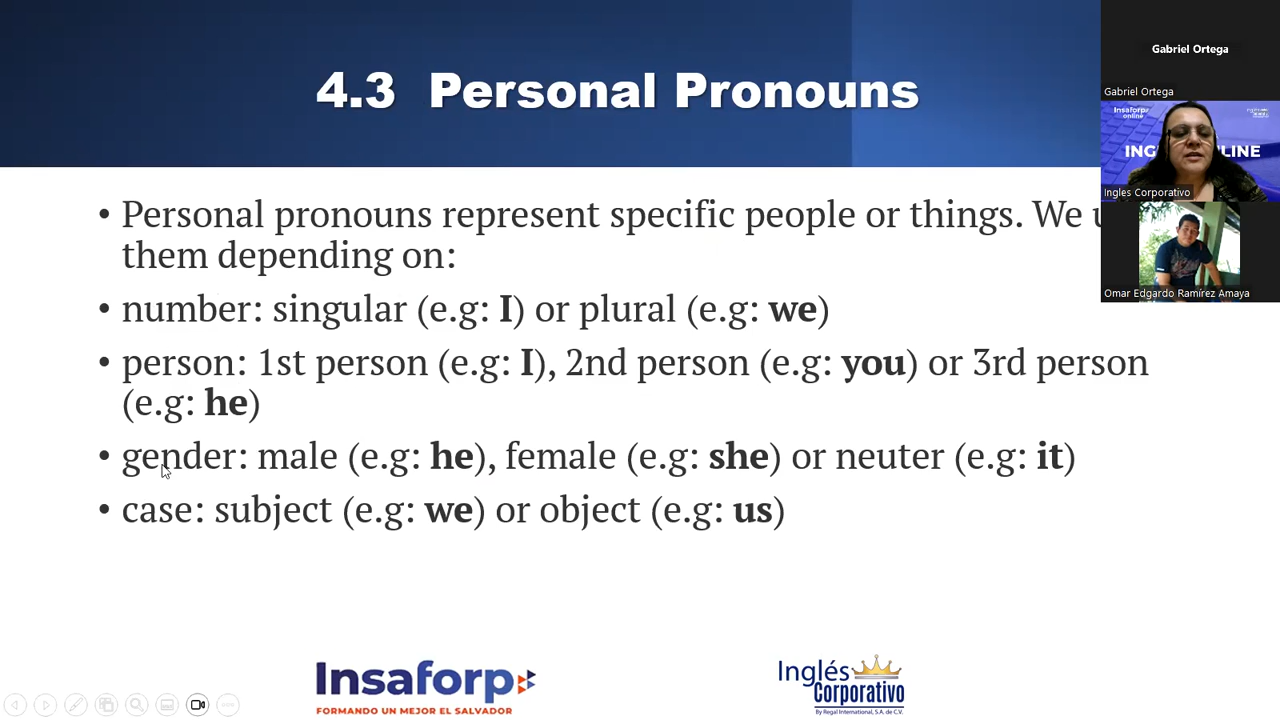 4.3 Personal Pronouns
Gabriel Ortega
Gabriel Ortega
Insaforp
online
Ingles Corporativo
Omar Edgardo Ramírez Amaya
• Personal pronouns represent specific people or things. We
them depending on:
• number: singular (e.g: I) or plural (e.g: we)
• person: 1st person (e.g: I), 2nd person (e.g: you) or 3rd person
(e.g: he)
• gender: male (e.g: he), female (e.g: she) or neuter (e.g: it)
• case: subject (e.g: we) or object (e.g: us)
Insaforp
FORMANDO UN MEJOR EL SALVADOR
Inglés
Corporativo
By Regal International, S.A. de C.V.